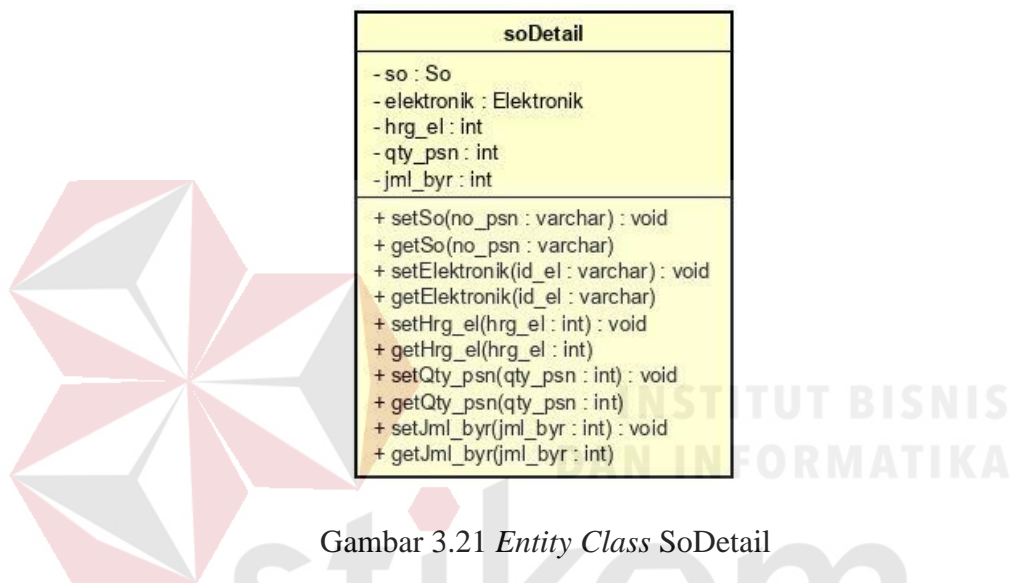 soDetail
- so : So
- elektronik : Elektronik
- hrg_el : int
- qty_psn : int
- jml_byr : int
+ setSo(no_psn : varchar) : void
+ getSo(no_psn : varchar)
+ setElektronik(id_el : varchar) : void
+ getElektronik(id_el : varchar)
+ setHrg_el(hrg_el : int) : void
+ getHrg_el(hrg_el : int)
+ setQty_psn(qty_psn : int) : void
+ getQty_psn(qty_psn : int)
+ setJml_byr(jml_byr : int) : void
+ getJml_byr(jml_byr : int)
INSTITUT BISNIS
DAN INFORMATIKA
Gambar 3.21 Entity Class SoDetail
stikom